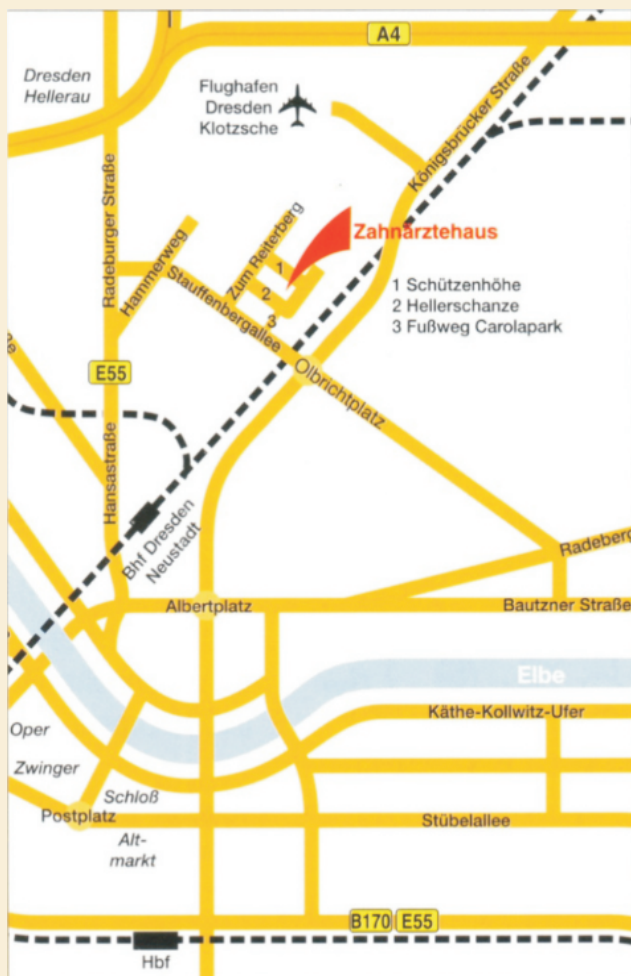 A4
Dresden
Hellerau
Flughafen
Dresden
Klotzsche
Königsbrücker Straße
Radeburger Straße
Hammerweg
Zum Reiterberg
Zahnärztehaus
Stauffenbergallee
1
2
3
1 Schützenhöhe
2 Hellerschanze
3 Fußweg Carolapark
E55
Olbrichtplatz
Hansastraße
Bhf Dresden
Neustadt
Radeberg
Albertplatz
Bautzner Straße
Elbe
Käthe-Kollwitz-Ufer
Oper
Zwinger
Schloß
Postplatz
Stübelallee
Alt-
markt
B170
E55
Hbf